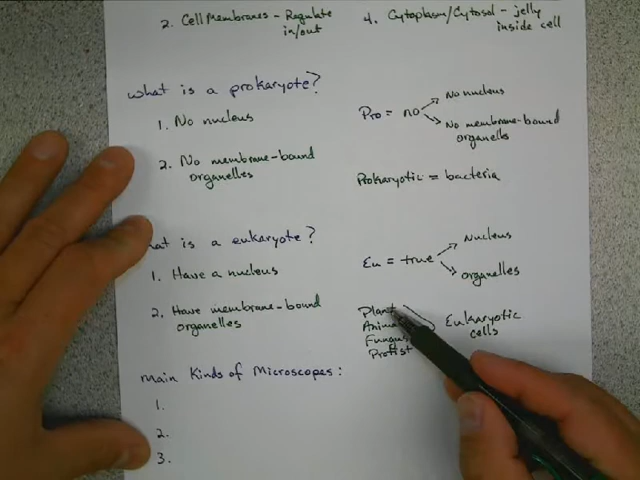 2. Cell Membranes - Regulate
in/out
4. Cytoplasm/Cytosol - jelly
inside cell
What is a prokaryote?
1. No nucleus
2. No membrane-bound
organelles
Pro = no
No nucleus
No membrane-bound
organelles
Prokaryotic = bacteria
What is a eukaryote?
1. Have a nucleus
2. Have membrane-bound
organelles
Eu = true
Nucleus
organelles
Plant
Fungus
Protist
Eukaryotic
cells
Main Kinds of Microscopes:
1.
2.
3.